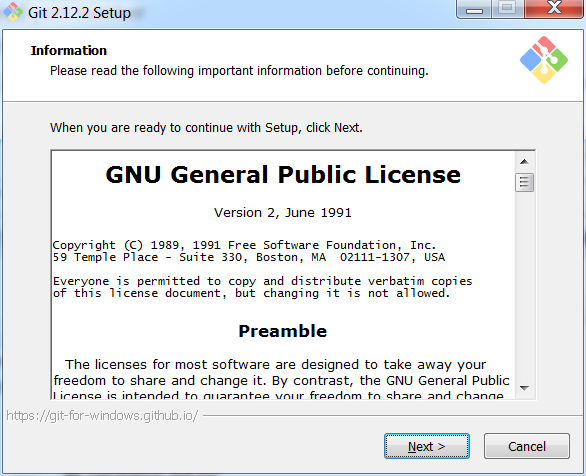 Git 2.12.2 Setup
Information
Please read the following important information before continuing.
When you are ready to continue with Setup, click Next.
GNU General Public License
Version 2, June 1991
Copyright (C) 1989, 1991 Free Software Foundation, Inc.
59 Temple Place - Suite 330, Boston, MA  02111-1307, USA
Everyone is permitted to copy and distribute verbatim copies
of this license document, but changing it is not allowed.
Preamble
The licenses for most software are designed to take away your
freedom to share and change it. By contrast, the GNU General Public
License is intended to guarantee your freedom to share and change
https://git-for-windows.github.io/
Next >
Cancel